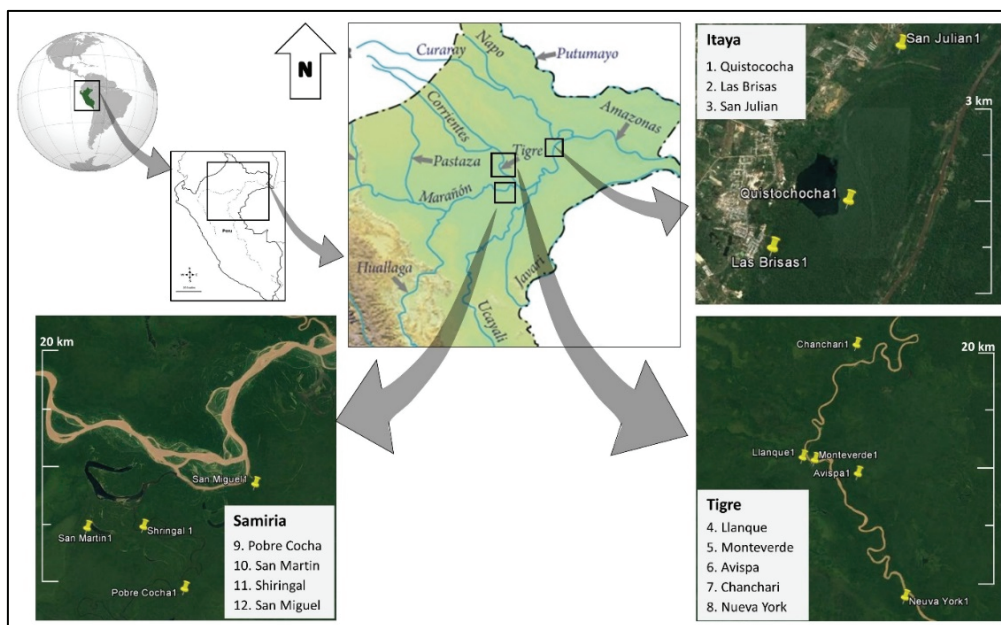 N
Peru
Curaray
Napo
Putumayo
Corrientes
Amazonas
Tigre
Pastaza
Marañón
Huallaga
Javari
Ucayali
Itaya
1. Quistococha
2. Las Brisas
3. San Julian
San Julian1
3 km
Quistochocha1
Las Brisas1
20 km
San Miguel1
San Martin1
Shringal 1
Pobre Cocha1
Samiria
9. Pobre Cocha
10. San Martin
11. Shiringal
12. San Miguel
Chanchari1
20 km
Llanque1
Monteverde1
Avispa1
Neuva York1
Tigre
4. Llanque
5. Monteverde
6. Avispa
7. Chanchari
8. Nueva York